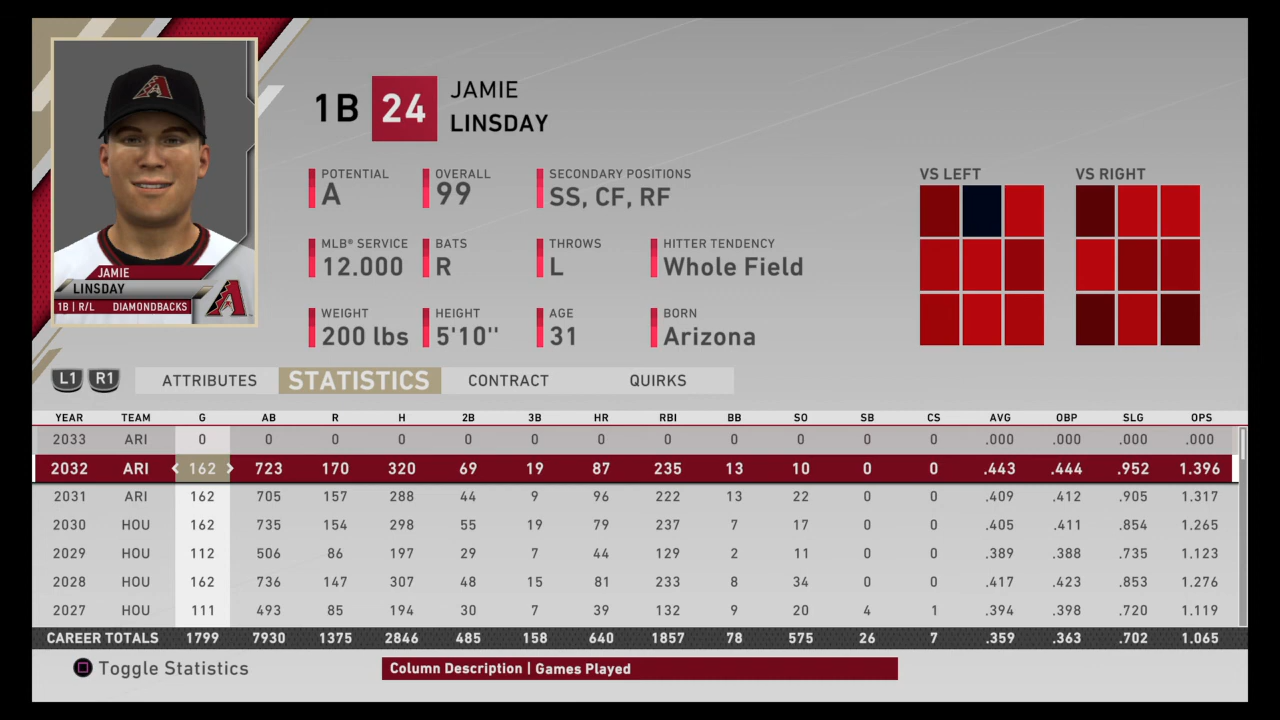 1B 24 JAMIE
LINSDAY
POTENTIAL OVERALL SECONDARY POSITIONS
A 99 SS, CF, RF
MLB® SERVICE BATS THROWS HITTER TENDENCY
12.000 R L Whole Field
WEIGHT HEIGHT AGE BORN
200 lbs 5'10'' 31 Arizona
VS LEFT VS RIGHT
JAMIE
LINSDAY
1B | R/L DIAMONDBACKS
L1 R1 ATTRIBUTES STATISTICS CONTRACT QUIRKS
YEAR TEAM G AB R H 2B 3B HR RBI BB SO SB CS AVG OBP SLG OPS
2033 ARI 0 0 0 0 0 0 0 0 0 0 0 0 .000 .000 .000 .000
2032 ARI 162 723 170 320 69 19 87 235 13 10 0 0 .443 .444 .952 1.396
2031 ARI 162 705 157 288 44 9 96 222 13 22 0 0 .409 .412 .905 1.317
2030 HOU 162 735 154 298 55 19 79 237 7 17 0 0 .405 .411 .854 1.265
2029 HOU 112 506 86 197 29 7 44 129 2 11 0 0 .389 .388 .735 1.123
2028 HOU 162 736 147 307 48 15 81 233 8 34 0 0 .417 .423 .853 1.276
2027 HOU 111 493 85 194 30 7 39 132 9 20 4 1 .394 .398 .720 1.119
CAREER TOTALS 1799 7930 1375 2846 485 158 640 1857 78 575 26 7 .359 .363 .702 1.065
Toggle Statistics Column Description | Games Played